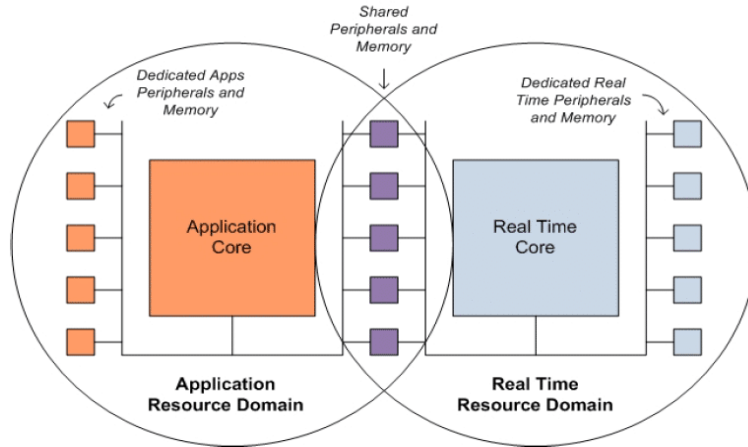 Shared
Peripherals and
Memory
Dedicated Apps
Peripherals and
Memory
Dedicated Real
Time Peripherals
and Memory
Application
Core
Real Time
Core
Application
Resource Domain
Real Time
Resource Domain